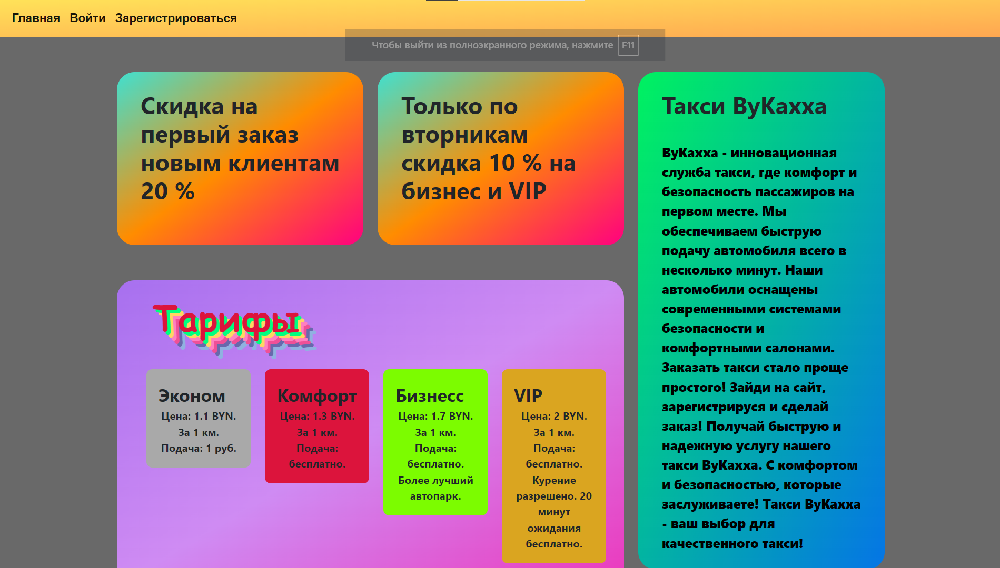 Главная Войти Зарегистрироваться
Чтобы выйти из полноэкранного режима, нажмите F11
Скидка на
первый заказ
новым клиентам
20 %
Только по
вторникам
скидка 10 % на
бизнес и VIP
Такси ВуКахха
ВуКахха - инновационная
служба такси, где комфорт и
безопасность пассажиров на
первом месте. Мы
обеспечиваем быструю
подачу автомобиля всего в
несколько минут. Наши
автомобили оснащены
современными системами
безопасности и
комфортными салонами.
Заказать такси стало проще
простого! Зайди на сайт,
зарегистрируся и сделай
заказ! Получай быструю и
надежную услугу нашего
такси ВуКахха. С комфортом
и безопасностью, которые
заслуживаете! Такси ВуКахха
- ваш выбор для
качественного такси!
Тарифы
Эконом
Цена: 1.1 BYN.
За 1 км.
Подача: 1 руб.
Комфорт
Цена: 1.3 BYN.
За 1 км.
Подача:
бесплатно.
Бизнесс
Цена: 1.7 BYN.
За 1 км.
Подача:
бесплатно.
Более лучший
автопарк.
VIP
Цена: 2 BYN.
За 1 км.
Подача:
бесплатно.
Курение
разрешено. 20
минут
ожидания
бесплатно.